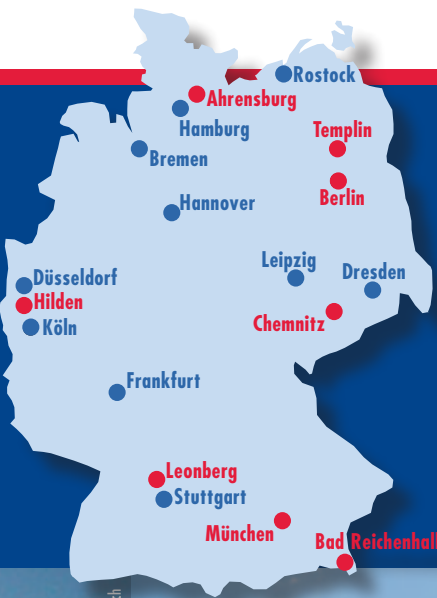 Rostock
Ahrensburg
Hamburg
Templin
Bremen
Berlin
Hannover
Leipzig
Dresden
Düsseldorf
Hilden
Köln
Chemnitz
Frankfurt
Leonberg
Stuttgart
München
Bad Reichenhall